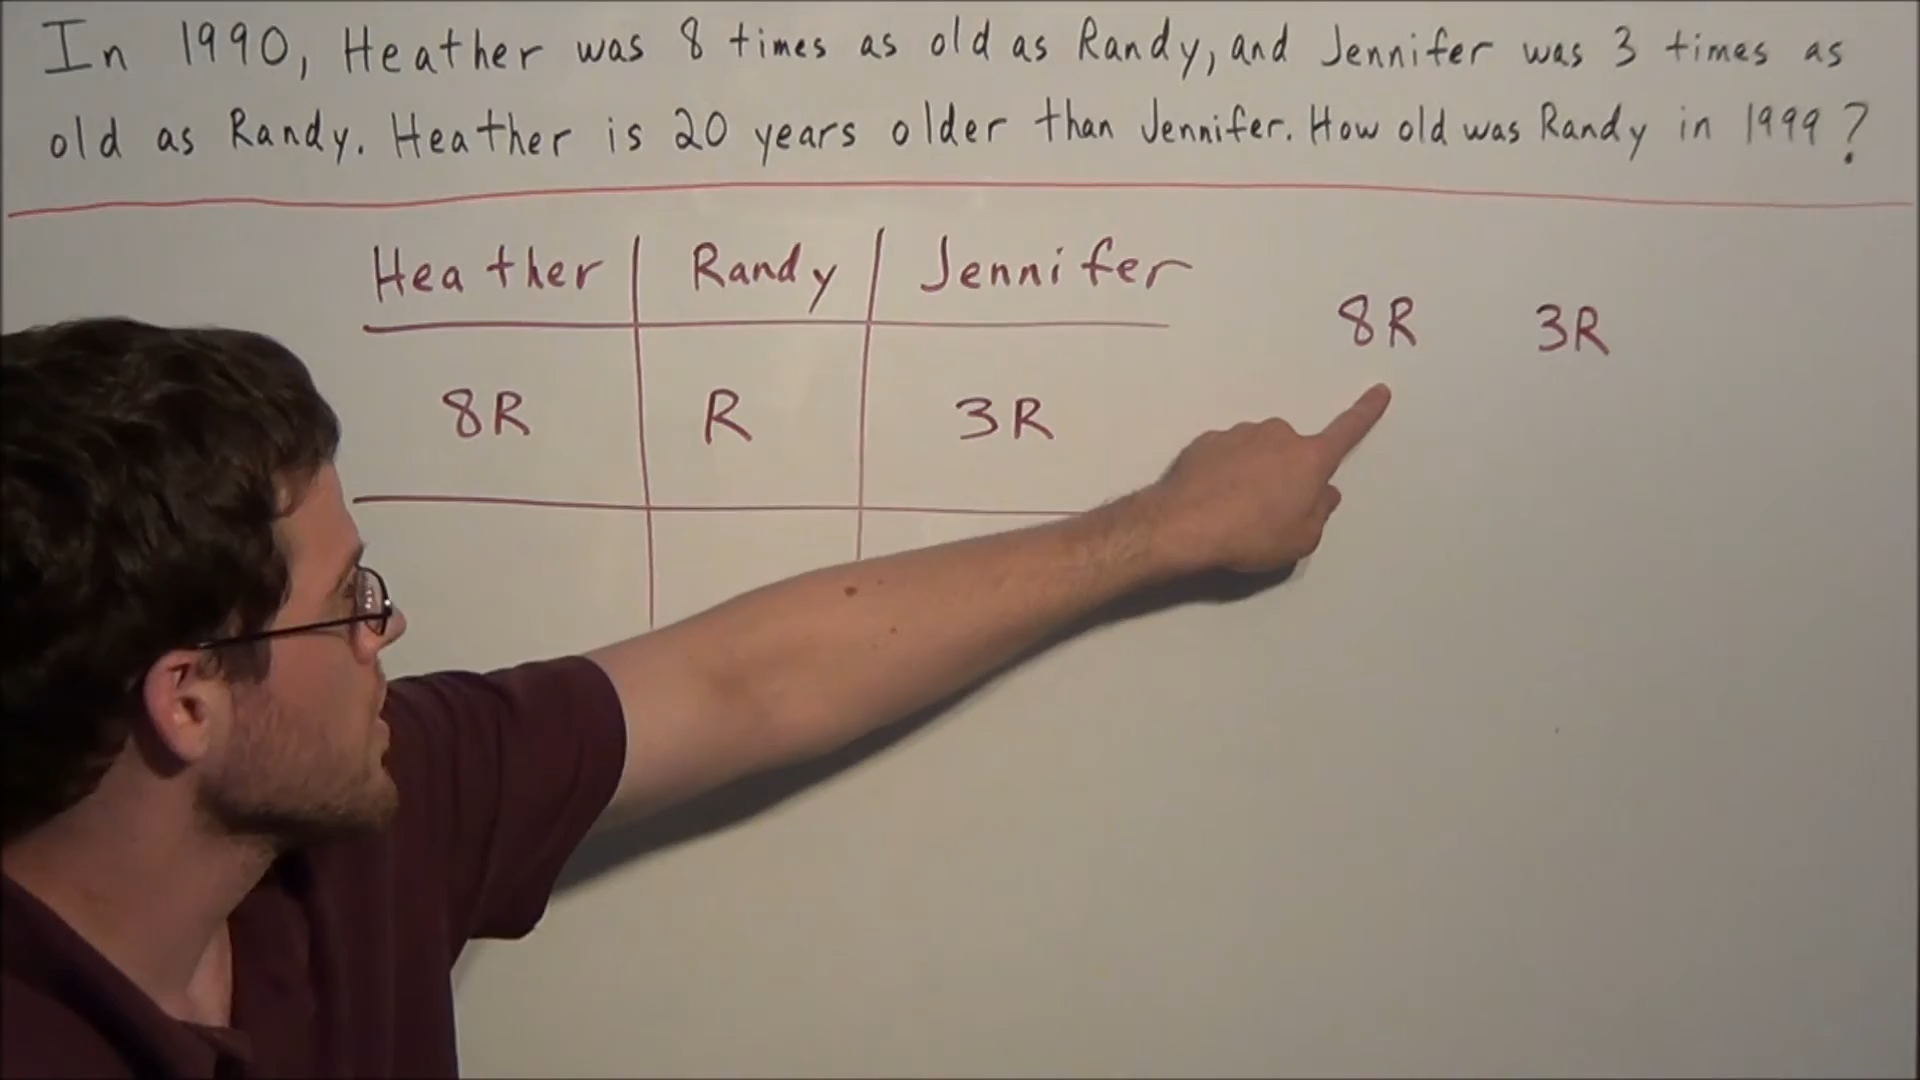 In 1990, Heather was 8 times as old as Randy, and Jennifer was 3 times as
old as Randy. Heather is 20 years older than Jennifer. How old was Randy in 1999?
Heather Randy Jennifer
8R R 3R
8R 3R